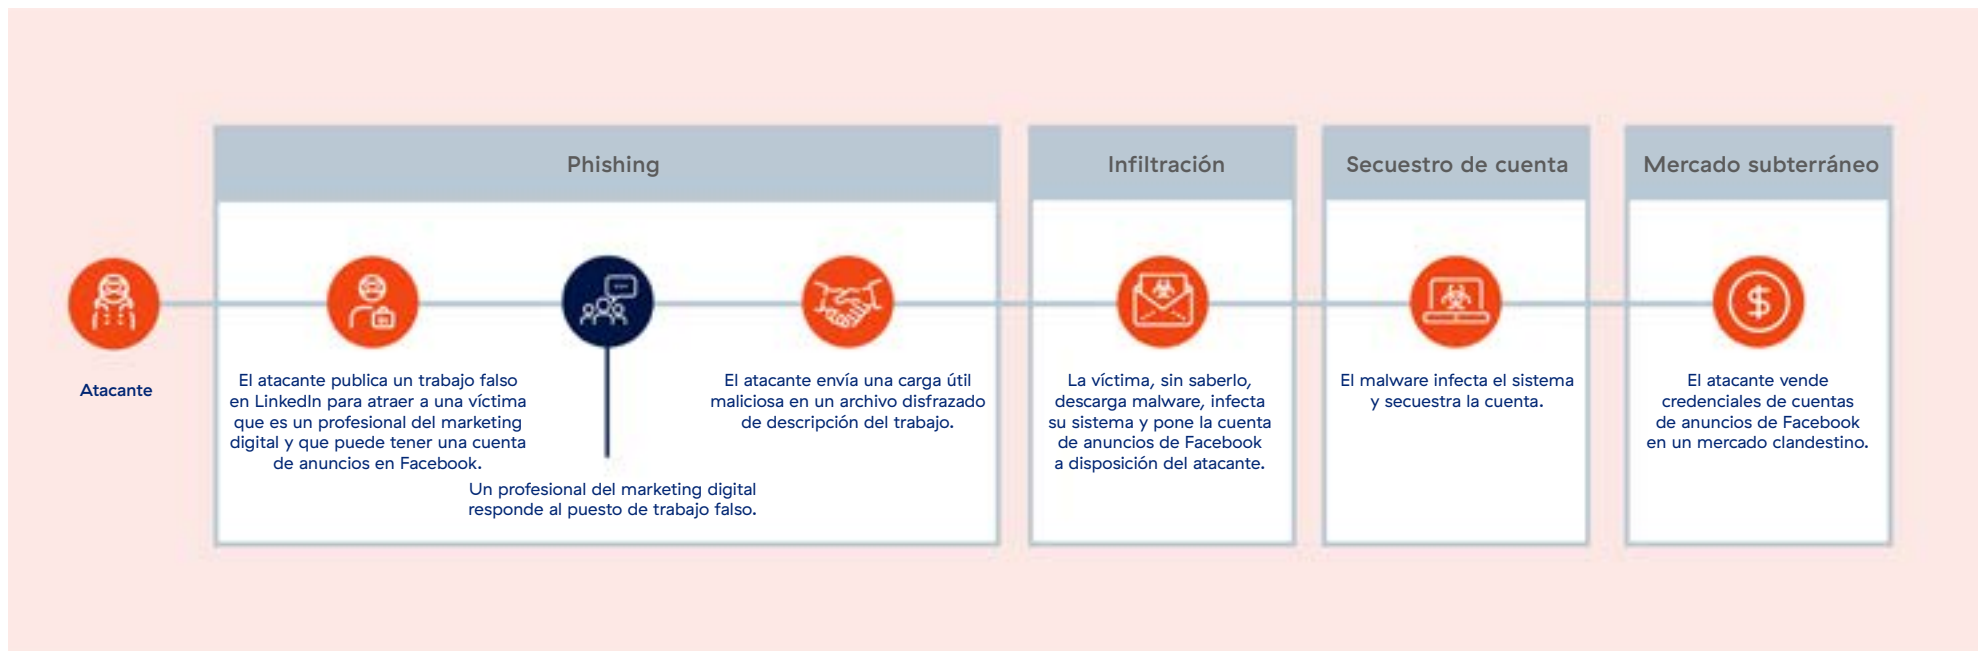 Phishing
Infiltración
Secuestro de cuenta
Mercado subterráneo
Atacante
El atacante publica un trabajo falso
en LinkedIn para atraer a una víctima
que es un profesional del marketing
digital y que puede tener una cuenta
de anuncios en Facebook.
Un profesional del marketing digital
responde al puesto de trabajo falso.
El atacante envía una carga útil
maliciosa en un archivo disfrazado
de descripción del trabajo.
La víctima, sin saberlo,
descarga malware, infecta
su sistema y pone la cuenta
de anuncios de Facebook
a disposición del atacante.
El malware infecta el sistema
y secuestra la cuenta.
El atacante vende
credenciales de cuentas
de anuncios de Facebook
en un mercado clandestino.